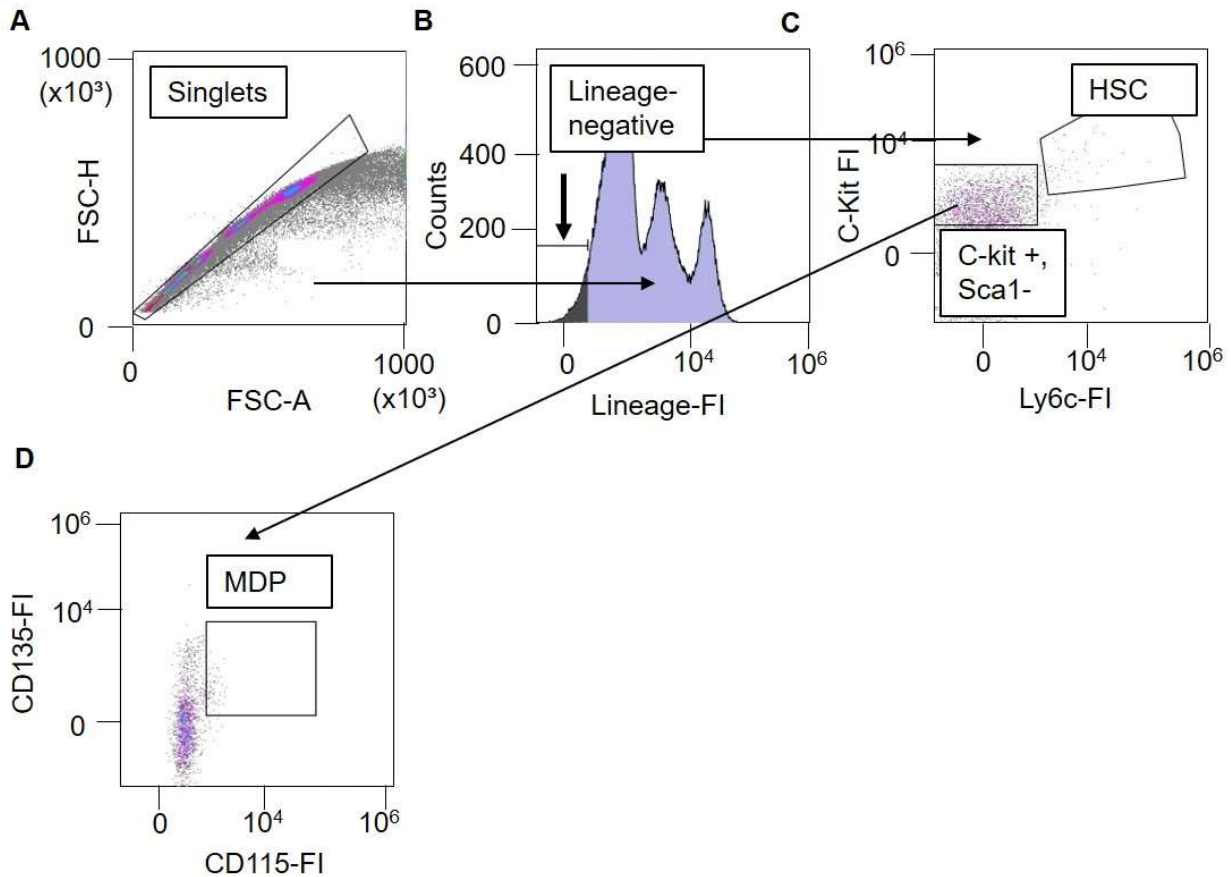 A
1000
(x10³)
Singlets
FSC-H
0
0
1000
FSC-A
(x10³)
B
600
Lineage-
negative
400
Counts
200
0
0
10⁴
10⁶
Lineage-FI
C
10⁶
HSC
10⁴
C-Kit FI
0
C-kit +,
Sca1-
0
10⁴
10⁶
Ly6c-FI
D
10⁶
MDP
10⁴
CD135-FI
0
0
10⁴
10⁶
CD115-FI